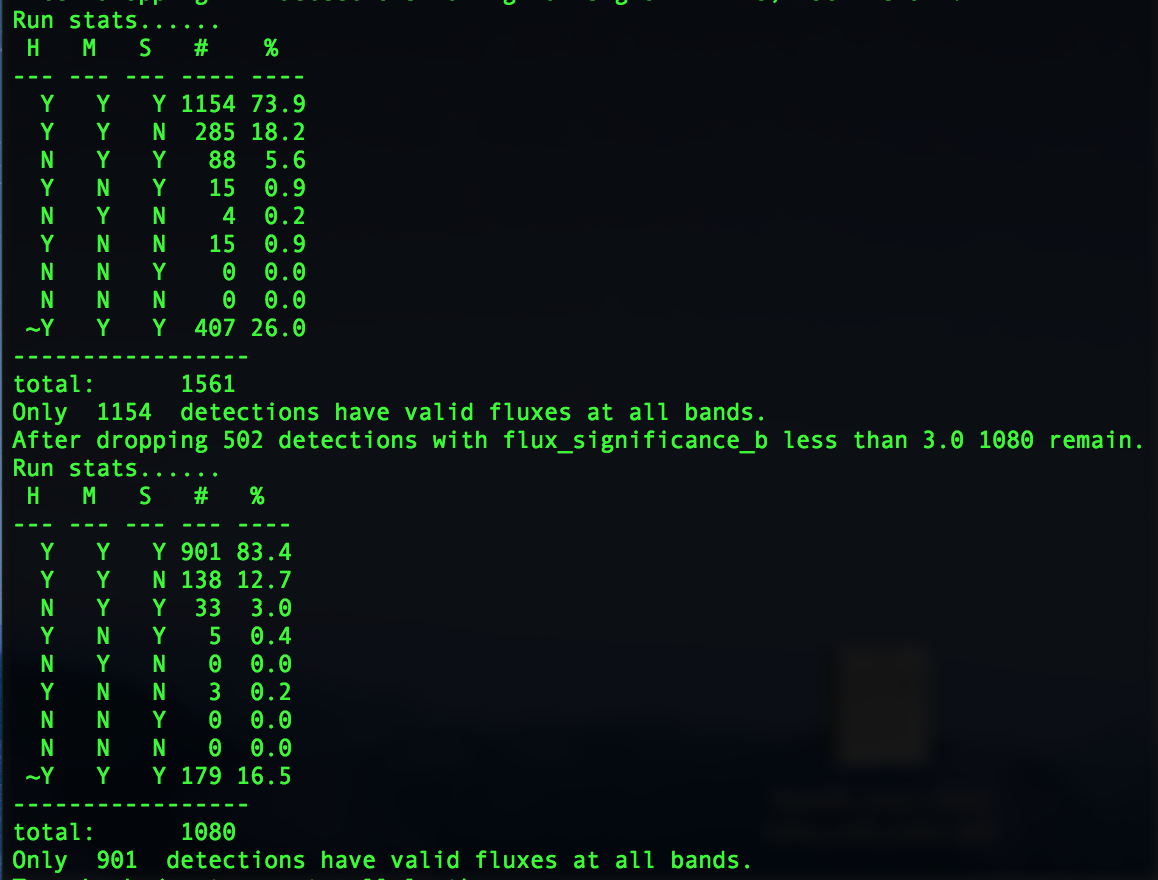 Run stats......
H M S # %
--- --- --- ---- ----
Y Y Y 1154 73.9
Y Y N 285 18.2
N Y Y 88 5.6
Y N Y 15 0.9
N Y N 4 0.2
Y N N 15 0.9
N N Y 0 0.0
N N N 0 0.0
~Y Y Y 407 26.0
-----------------
total: 1561
Only 1154 detections have valid fluxes at all bands.
After dropping 502 detections with flux_significance_b less than 3.0 1080 remain.
Run stats......
H M S # %
--- --- --- --- ----
Y Y Y 901 83.4
Y Y N 138 12.7
N Y Y 33 3.0
Y N Y 5 0.4
N Y N 0 0.0
Y N N 3 0.2
N N Y 0 0.0
N N N 0 0.0
~Y Y Y 179 16.5
-----------------
total: 1080
Only 901 detections have valid fluxes at all bands.